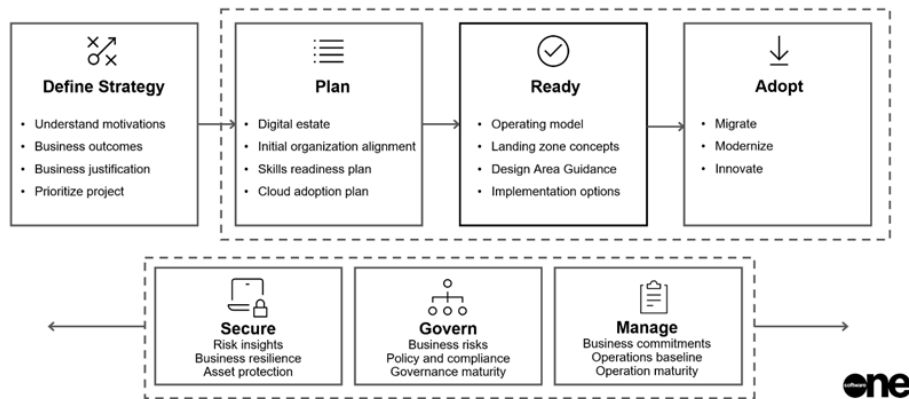 Define Strategy
• Understand motivations
• Business outcomes
• Business justification
• Prioritize project
Plan
• Digital estate
• Initial organization alignment
• Skills readiness plan
• Cloud adoption plan
Ready
• Operating model
• Landing zone concepts
• Design Area Guidance
• Implementation options
Adopt
• Migrate
• Modernize
• Innovate
Secure
Risk insights
Business resilience
Asset protection
Govern
Business risks
Policy and compliance
Governance maturity
Manage
Business commitments
Operations baseline
Operation maturity
software one